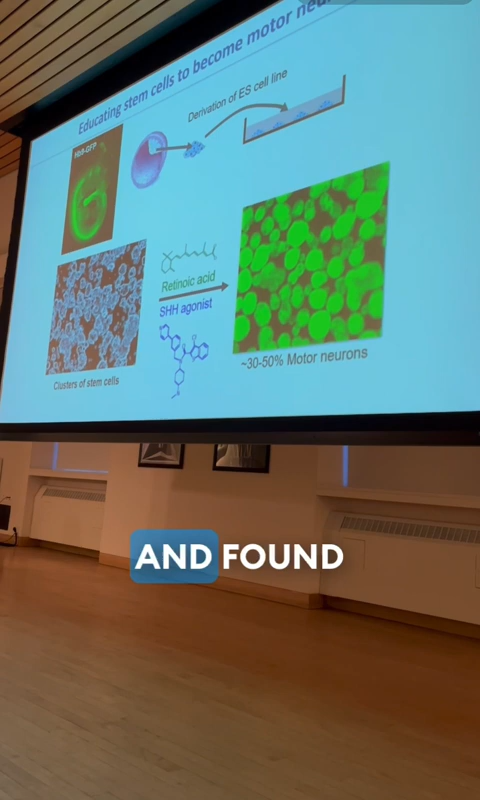 Educating stem cells to become motor neu
Derivation of ES cell line
Hb9-GFP
Retinoic acid
SHH agonist
Clusters of stem cells
~30-50% Motor neurons
AND FOUND